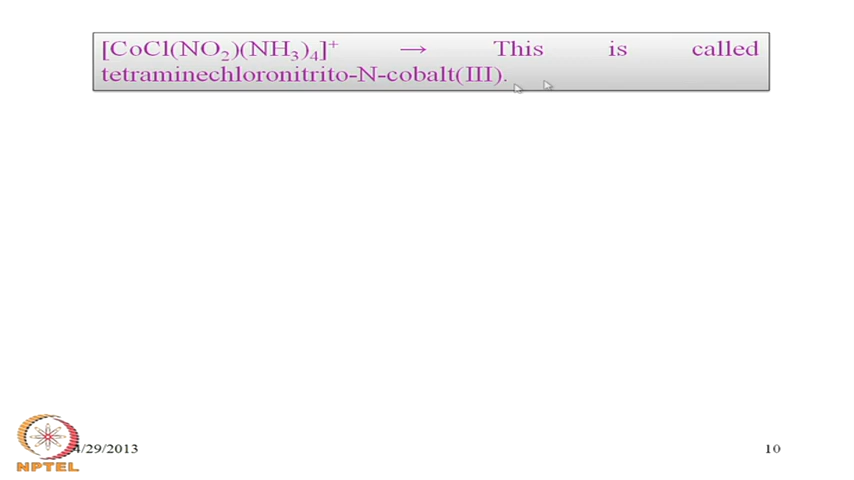 [CoCl(NO₂)(NH₃)₄]⁺ → This is called
tetraminechloronitrito-N-cobalt(III).
4/29/2013
10
NPTEL